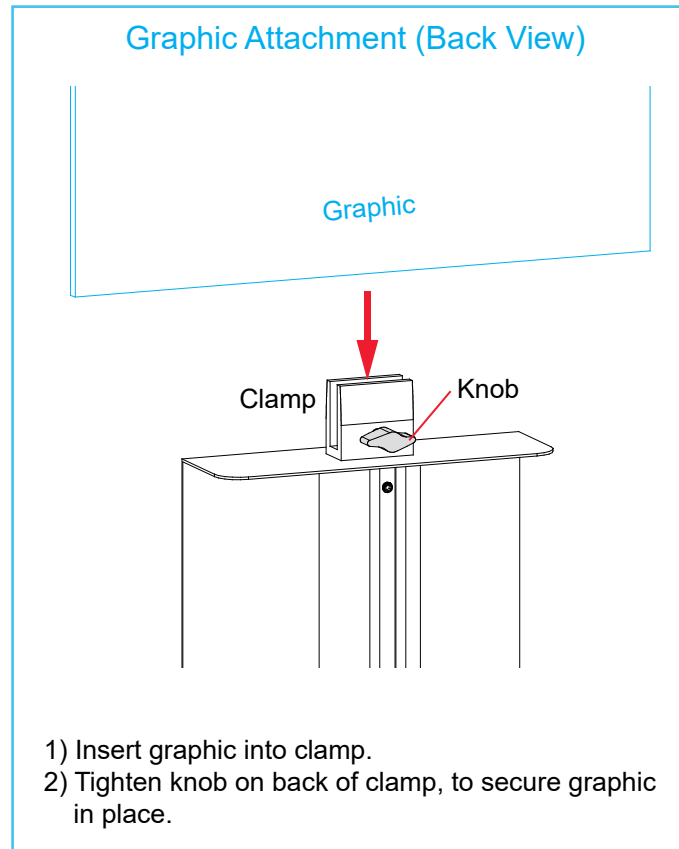 Graphic Attachment (Back View)
Graphic
Clamp
Knob
1) Insert graphic into clamp.
2) Tighten knob on back of clamp, to secure graphic
in place.